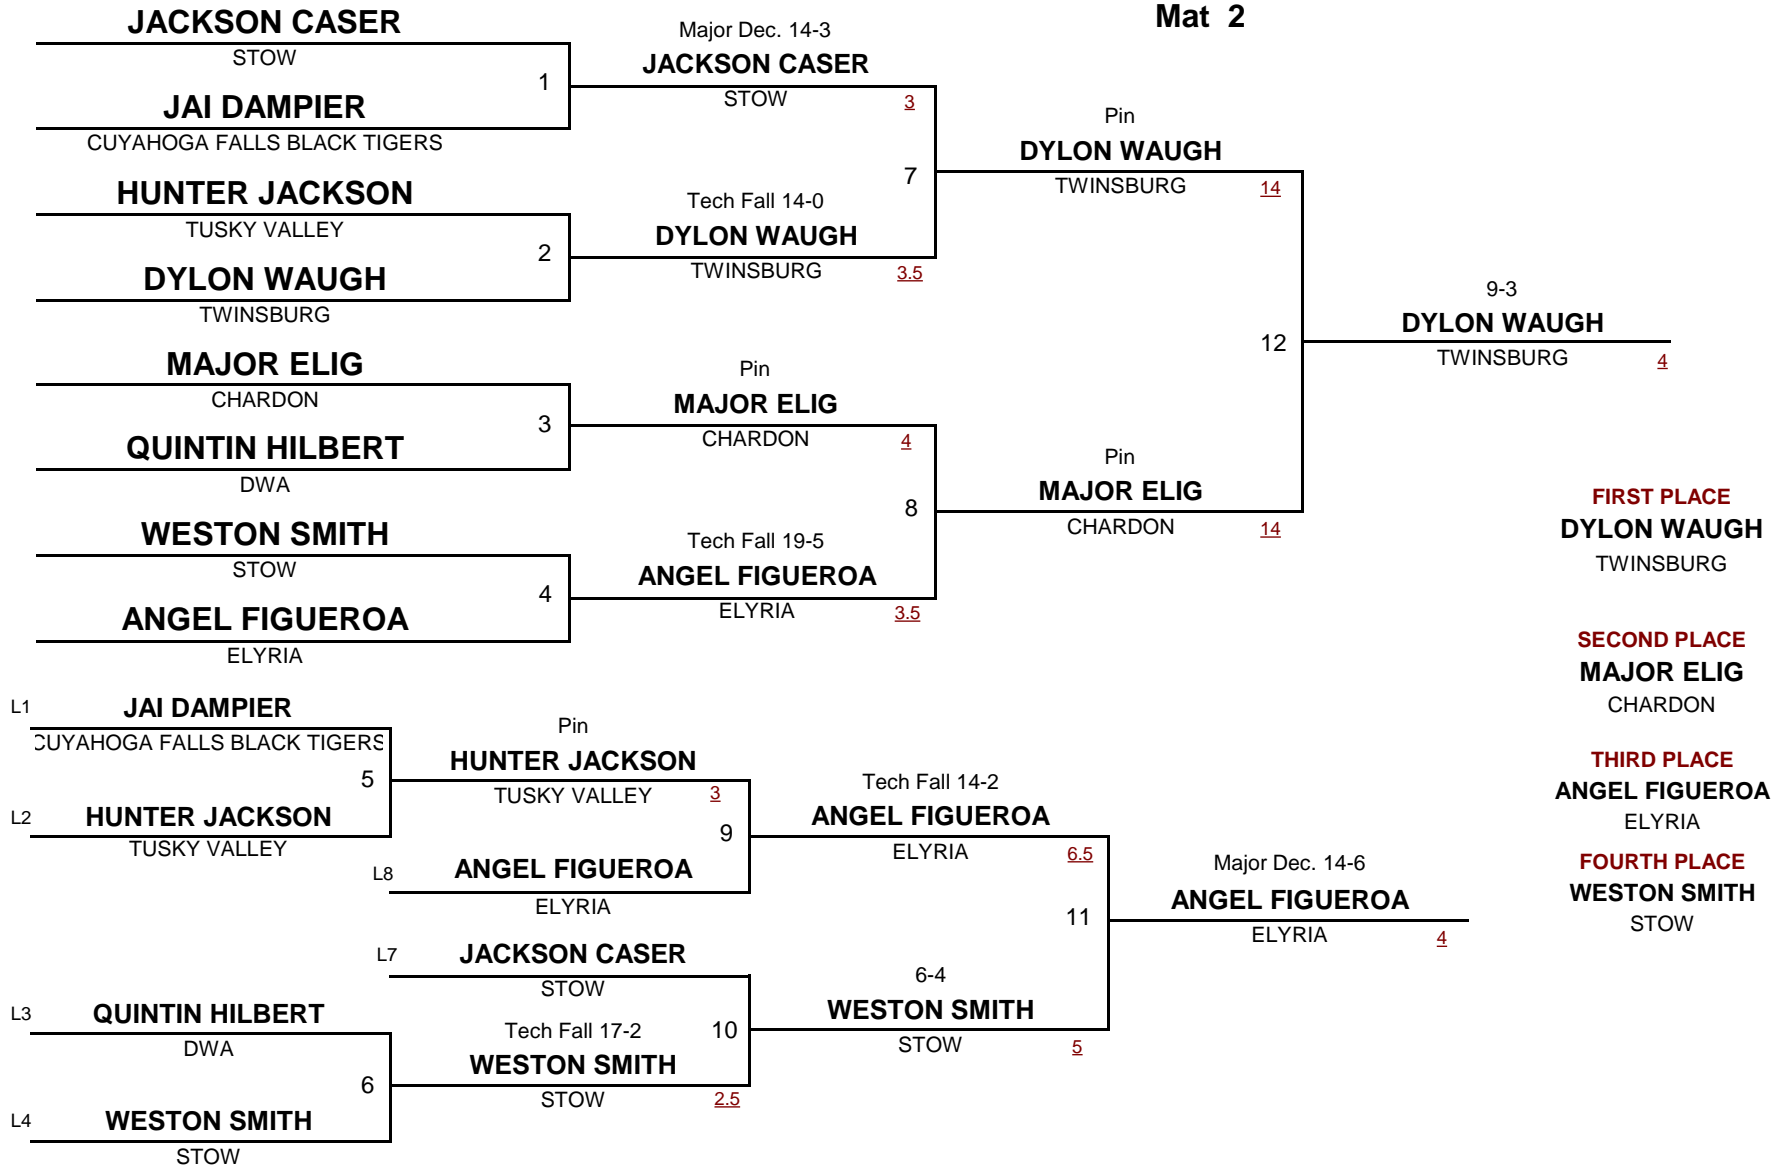 Mat 2
JACKSON CASER
STOW
1
JAI DAMPIER
CUYAHOGA FALLS BLACK TIGERS
HUNTER JACKSON
TUSKY VALLEY
2
DYLON WAUGH
TWINSBURG
MAJOR ELIG
CHARDON
3
QUINTIN HILBERT
DWA
WESTON SMITH
STOW
4
ANGEL FIGUEROA
ELYRIA
Major Dec. 14-3
JACKSON CASER
STOW 3
7
Tech Fall 14-0
DYLON WAUGH
TWINSBURG 3.5
Pin
MAJOR ELIG
CHARDON 4
8
Tech Fall 19-5
ANGEL FIGUEROA
ELYRIA 3.5
Pin
DYLON WAUGH
TWINSBURG 14
12
Pin
MAJOR ELIG
CHARDON 14
9-3
DYLON WAUGH
TWINSBURG 4
FIRST PLACE
DYLON WAUGH
TWINSBURG
SECOND PLACE
MAJOR ELIG
CHARDON
THIRD PLACE
ANGEL FIGUEROA
ELYRIA
FOURTH PLACE
WESTON SMITH
STOW
L1 JAI DAMPIER
CUYAHOGA FALLS BLACK TIGERS
5
L2 HUNTER JACKSON
TUSKY VALLEY
L3 QUINTIN HILBERT
DWA
6
L4 WESTON SMITH
STOW
Pin
HUNTER JACKSON
TUSKY VALLEY 3
9
L8 ANGEL FIGUEROA
ELYRIA
L7 JACKSON CASER
STOW
10
Tech Fall 17-2
WESTON SMITH
STOW 2.5
Tech Fall 14-2
ANGEL FIGUEROA
ELYRIA 6.5
11
6-4
WESTON SMITH
STOW 5
Major Dec. 14-6
ANGEL FIGUEROA
ELYRIA 4